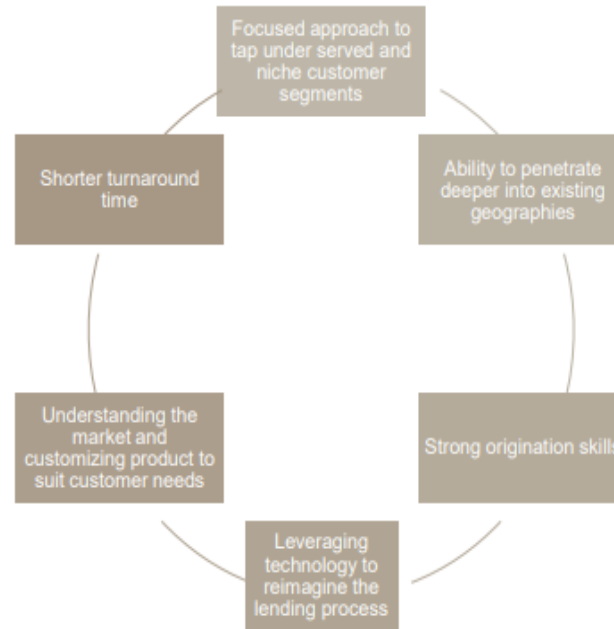 Focused approach to
tap under served and
niche customer
segments
Ability to penetrate
deeper into existing
geographies
Strong origination skills
Leveraging
technology to
reimagine the
lending process
Understanding the
market and
customizing product to
suit customer needs
Shorter turnaround
time